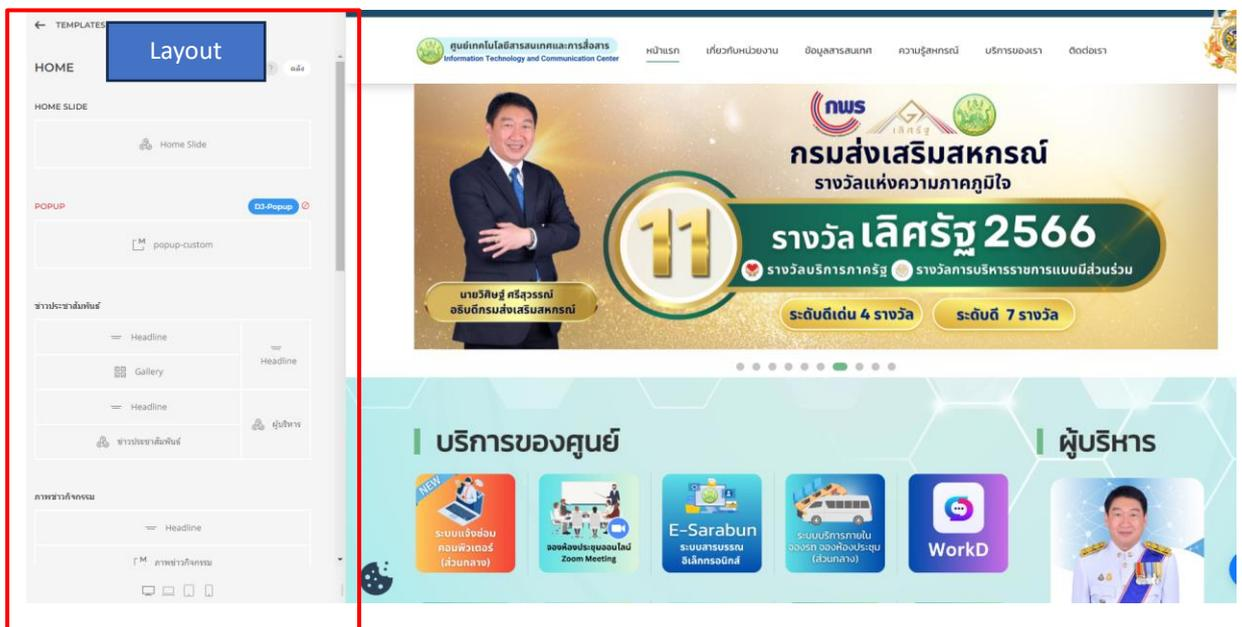 ← TEMPLATES
Layout
HOME
? คลัง
HOME SLIDE
Home Slide
POPUP
D3-Popup
popup-custom
ข่าวประชาสัมพันธ์
Headline
Gallery
Headline
Headline
ข่าวประชาสัมพันธ์
ผู้บริหาร
ภาพข่าวกิจกรรม
Headline
ภาพข่าวกิจกรรม
ศูนย์เทคโนโลยีสารสนเทศและการสื่อสาร
Information Technology and Communication Center
หน้าแรก เกี่ยวกับหน่วยงาน ข้อมูลสารสนเทศ ความรู้สหกรณ์ บริการของเรา ติดต่อเรา
กพร
เลิศรัฐ
กรมส่งเสริมสหกรณ์
รางวัลแห่งความภาคภูมิใจ
11
รางวัล เลิศรัฐ 2566
รางวัลบริการภาครัฐ รางวัลการบริหารราชการแบบมีส่วนร่วม
ระดับดีเด่น 4 รางวัล ระดับดี 7 รางวัล
นายวิศิษฐ์ ศรีสุวรรณ์
อธิบดีกรมส่งเสริมสหกรณ์
บริการของศูนย์
ผู้บริหาร
NEW
ระบบแจ้งซ่อม
คอมพิวเตอร์
(ส่วนกลาง)
จองห้องประชุมออนไลน์
Zoom Meeting
E-Sarabun
ระบบสารบรรณ
อิเล็กทรอนิกส์
ระบบบริการภายใน
จองรถ จองห้องประชุม
(ส่วนกลาง)
WorkD